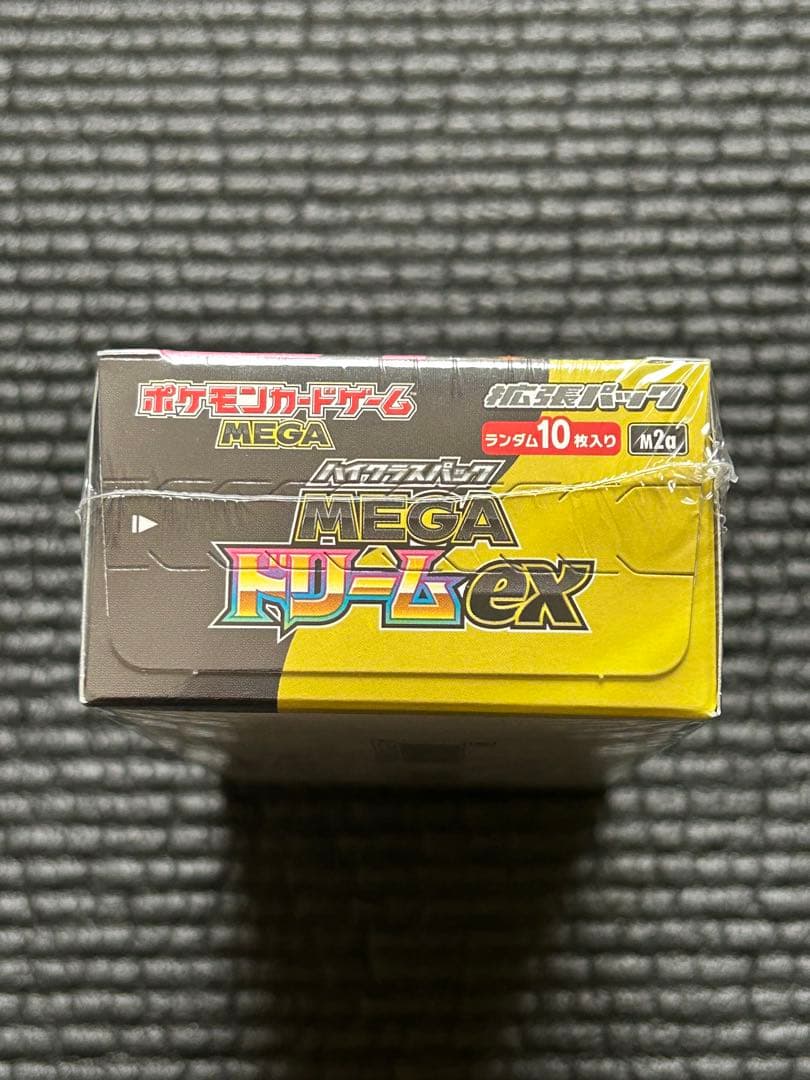 ポケモンカードゲーム
MEGA
拡張パック
ランダム10枚入り
M2a
ハイクラスパック
MEGA
ドリームex